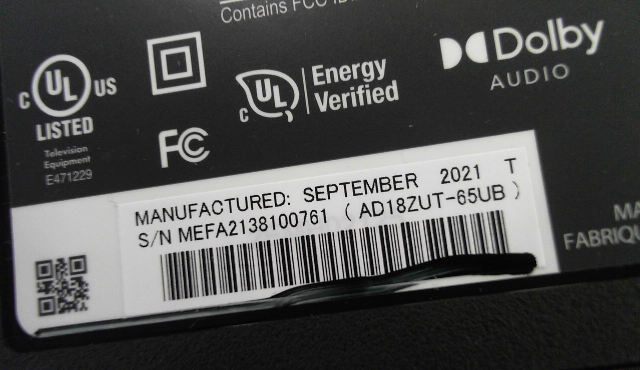 Contains FCC ID
C UL US
LISTED
Television
Equipment
E471229
FC
C UL
Energy
Verified
Dolby
AUDIO
MANUFACTURED: SEPTEMBER 2021 T
S/N MEFA2138100761 ( AD18ZUT-65UB )
MA
FABRIQU